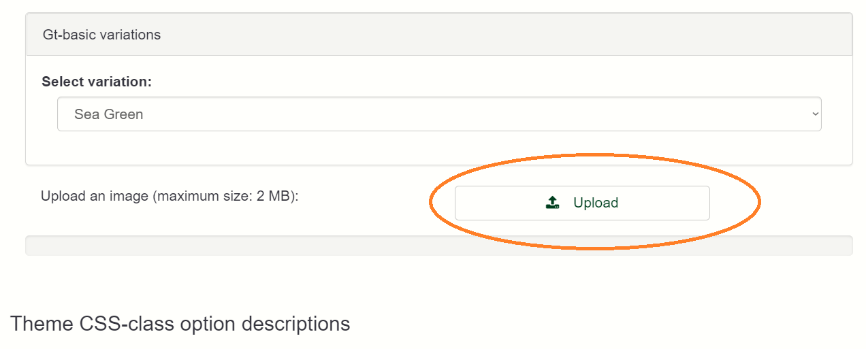 Gt-basic variations
Select variation:
Sea Green
Upload an image (maximum size: 2 MB):
Upload
Theme CSS-class option descriptions